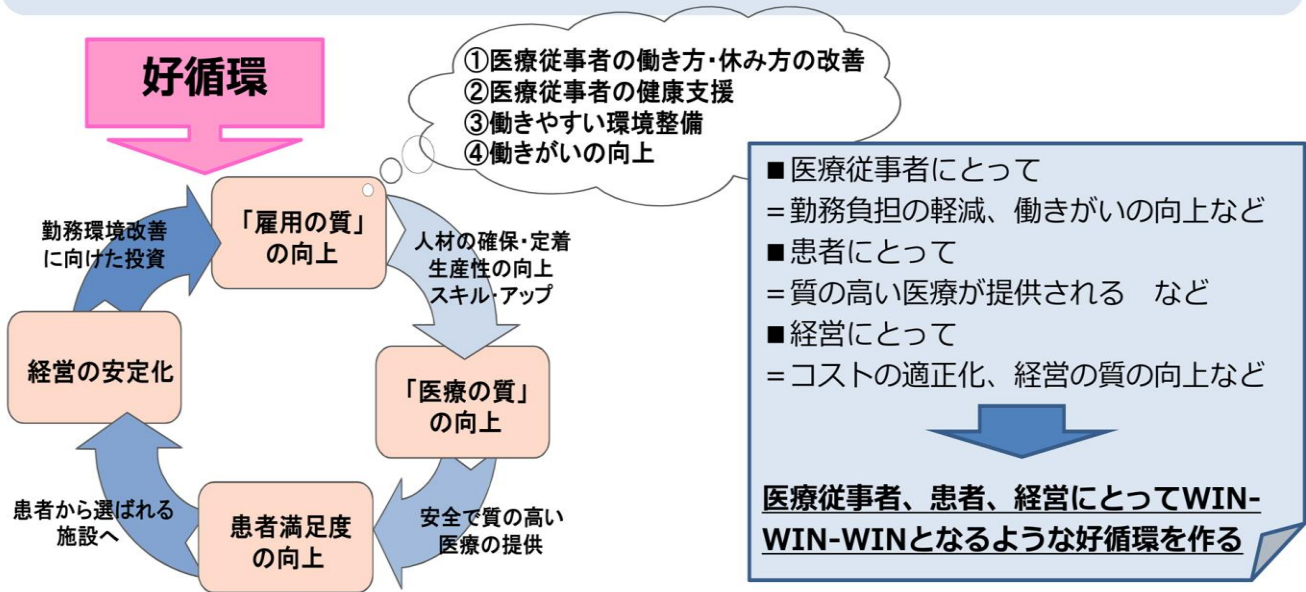 好循環
①医療従事者の働き方・休み方の改善
②医療従事者の健康支援
③働きやすい環境整備
④働きがいの向上
「雇用の質」
の向上
人材の確保・定着
生産性の向上
スキル・アップ
「医療の質」
の向上
安全で質の高い
医療の提供
患者満足度
の向上
患者から選ばれる
施設へ
経営の安定化
勤務環境改善
に向けた投資
■医療従事者にとって
＝勤務負担の軽減、働きがいの向上など
■患者にとって
＝質の高い医療が提供される　など
■経営にとって
＝コストの適正化、経営の質の向上など
医療従事者、患者、経営にとってWIN-
WIN-WINとなるような好循環を作る